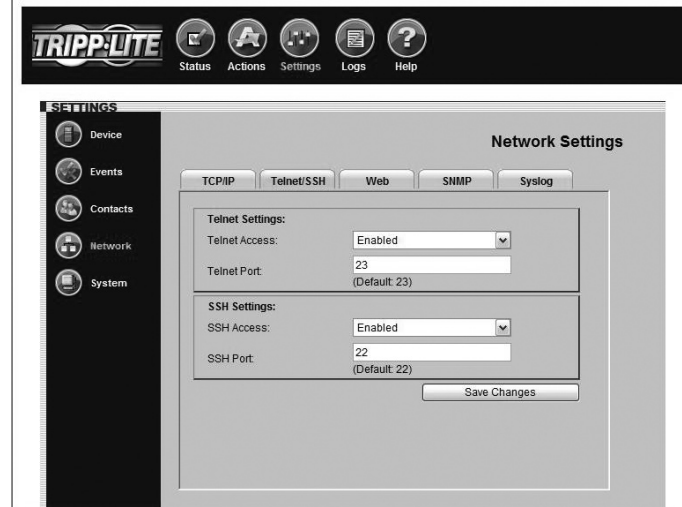 TRIPP·LITE
Status Actions Settings Logs Help
SETTINGS
Device
Events
Contacts
Network
System
Network Settings
TCP/IP Telnet/SSH Web SNMP Syslog
Telnet Settings:
Telnet Access: Enabled
Telnet Port: 23
(Default: 23)
SSH Settings:
SSH Access: Enabled
SSH Port: 22
(Default: 22)
Save Changes